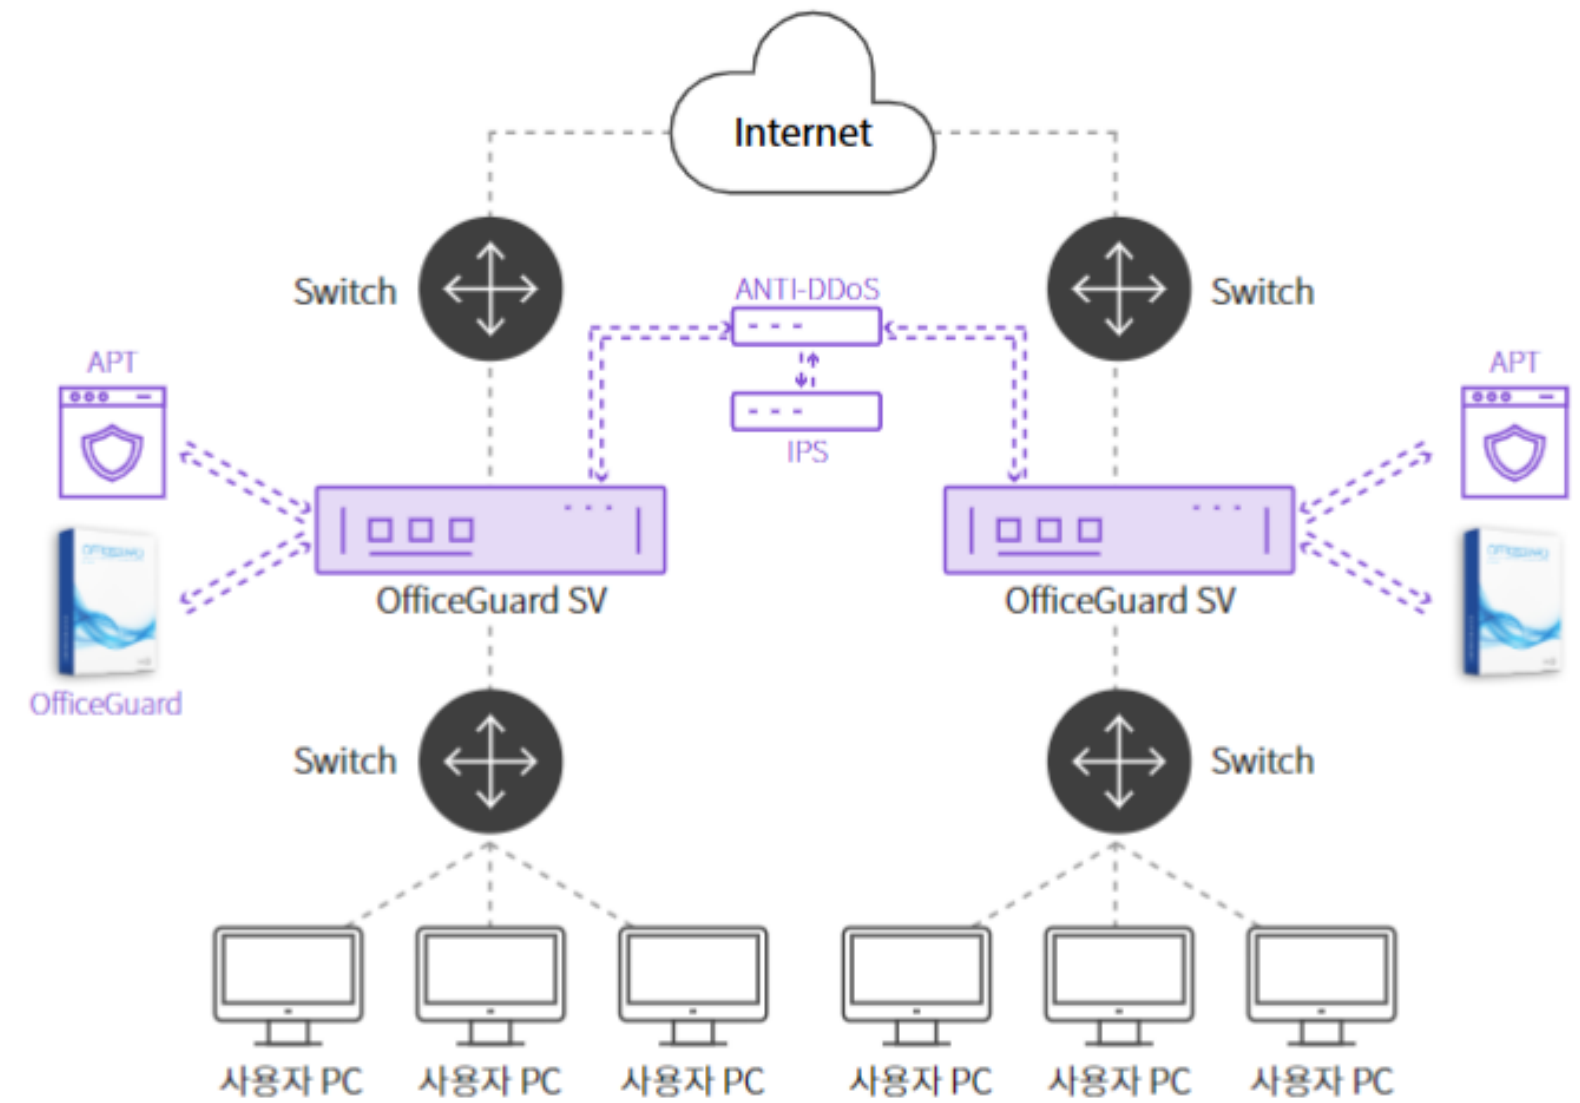 Internet
Switch
Switch
ANTI-DDoS
IPS
APT
APT
OfficeGuard SV
OfficeGuard SV
OfficeGuard
Switch
Switch
사용자 PC
사용자 PC
사용자 PC
사용자 PC
사용자 PC
사용자 PC